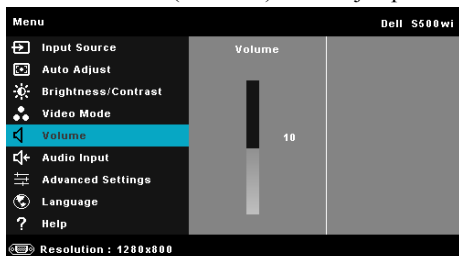 Menu
Dell S500wi
Input Source
Volume
Auto Adjust
Brightness/Contrast
Video Mode
Volume
10
Audio Input
Advanced Settings
Language
? Help
Resolution : 1280x800